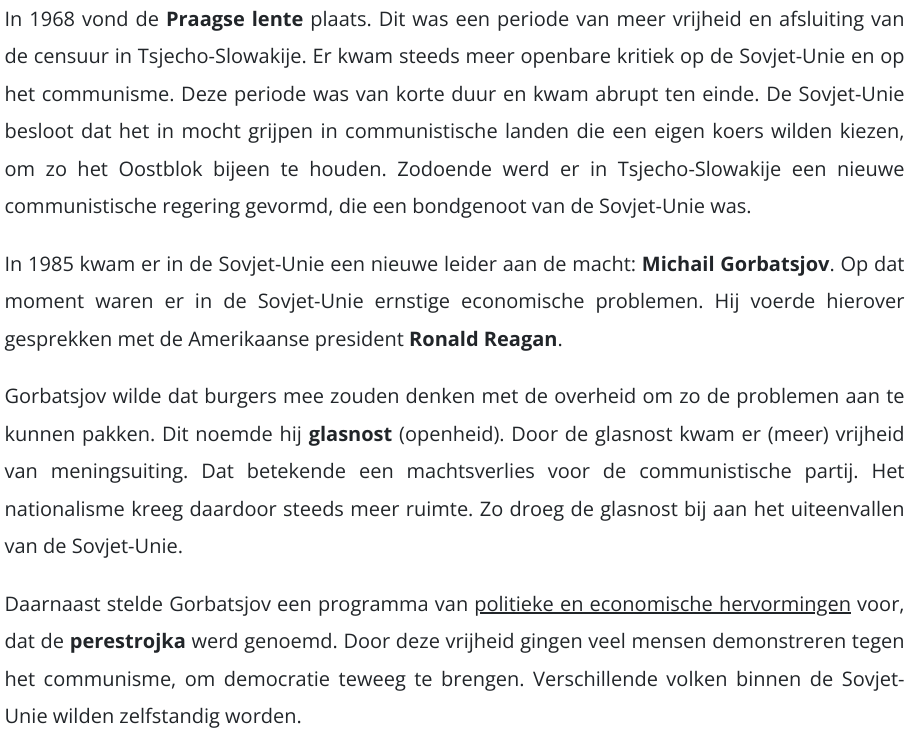 In 1968 vond de Praagse lente plaats. Dit was een periode van meer vrijheid en afsluiting van
de censuur in Tsjecho-Slowakije. Er kwam steeds meer openbare kritiek op de Sovjet-Unie en op
het communisme. Deze periode was van korte duur en kwam abrupt ten einde. De Sovjet-Unie
besloot dat het in mocht grijpen in communistische landen die een eigen koers wilden kiezen,
om zo het Oostblok bijeen te houden. Zodoende werd er in Tsjecho-Slowakije een nieuwe
communistische regering gevormd, die een bondgenoot van de Sovjet-Unie was.
In 1985 kwam er in de Sovjet-Unie een nieuwe leider aan de macht: Michail Gorbatsjov. Op dat
moment waren er in de Sovjet-Unie ernstige economische problemen. Hij voerde hierover
gesprekken met de Amerikaanse president Ronald Reagan.
Gorbatsjov wilde dat burgers mee zouden denken met de overheid om zo de problemen aan te
kunnen pakken. Dit noemde hij glasnost (openheid). Door de glasnost kwam er (meer) vrijheid
van meningsuiting. Dat betekende een machtsverlies voor de communistische partij. Het
nationalisme kreeg daardoor steeds meer ruimte. Zo droeg de glasnost bij aan het uiteenvallen
van de Sovjet-Unie.
Daarnaast stelde Gorbatsjov een programma van politieke en economische hervormingen voor,
dat de perestrojka werd genoemd. Door deze vrijheid gingen veel mensen demonstreren tegen
het communisme, om democratie teweeg te brengen. Verschillende volken binnen de Sovjet-
Unie wilden zelfstandig worden.